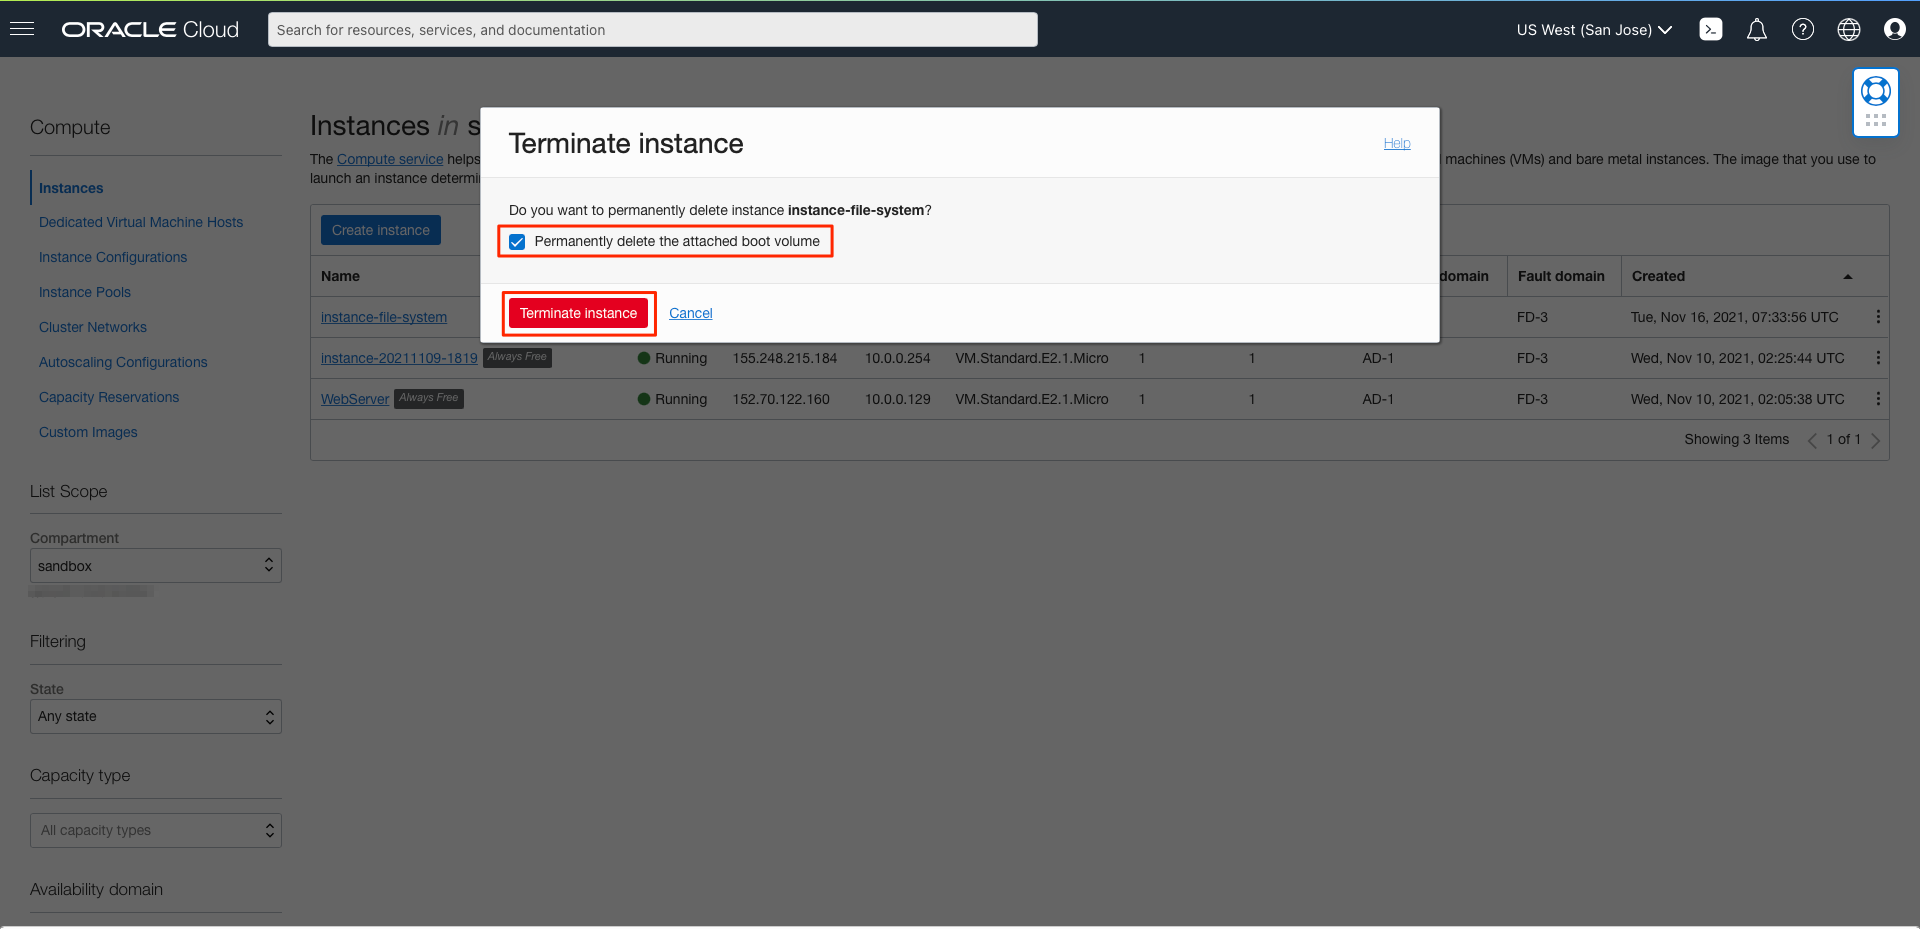 ORACLE Cloud
Search for resources, services, and documentation
US West (San Jose)
Compute
Instances
Dedicated Virtual Machine Hosts
Instance Configurations
Instance Pools
Cluster Networks
Autoscaling Configurations
Capacity Reservations
Custom Images
List Scope
Compartment
sandbox
Filtering
State
Any state
Capacity type
All capacity types
Availability domain
Instances in s
The Compute service helps machines (VMs) and bare metal instances. The image that you use to
launch an instance determi
Create instance
Name domain Fault domain Created
instance-file-system FD-3 Tue, Nov 16, 2021, 07:33:56 UTC
instance-20211109-1819 Always Free Running 155.248.215.184 10.0.0.254 VM.Standard.E2.1.Micro 1 1 AD-1 FD-3 Wed, Nov 10, 2021, 02:25:44 UTC
WebServer Always Free Running 152.70.122.160 10.0.0.129 VM.Standard.E2.1.Micro 1 1 AD-1 FD-3 Wed, Nov 10, 2021, 02:05:38 UTC
Showing 3 Items 1 of 1
Terminate instance
Help
Do you want to permanently delete instance instance-file-system?
Permanently delete the attached boot volume
Terminate instance Cancel